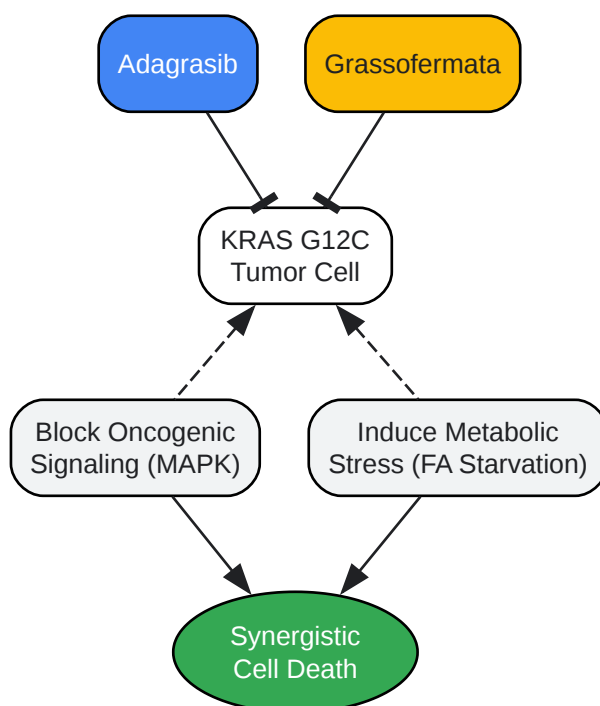 Adagrasib
Grassofermata
KRAS G12C
Tumor Cell
Block Oncogenic
Signaling (MAPK)
Induce Metabolic
Stress (FA Starvation)
Synergistic
Cell Death